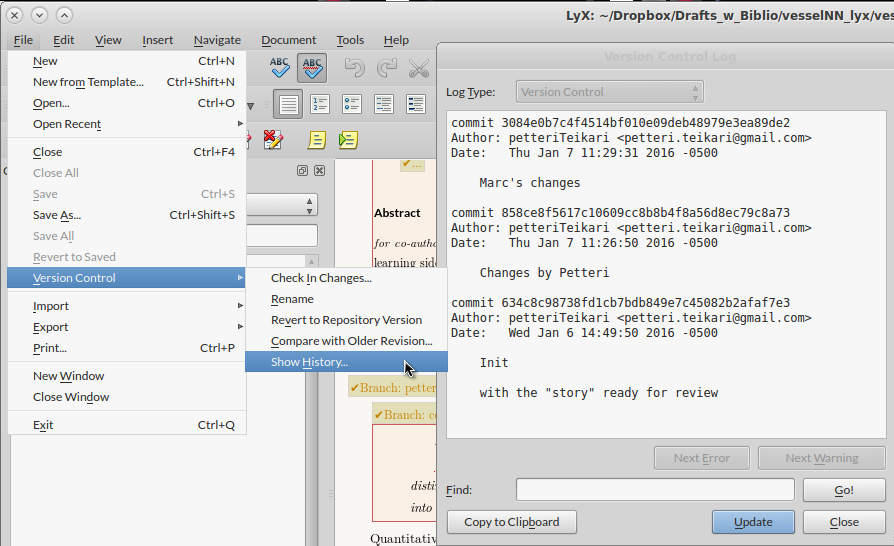 LyX: ~/Dropbox/Drafts_w_Biblio/vesselNN_lyx/ves
File Edit View Insert Navigate Document Tools Help
New Ctrl+N
New from Template... Ctrl+Shift+N
Open... Ctrl+O
Open Recent
Close Ctrl+F4
Close All
Save Ctrl+S
Save As... Ctrl+Shift+S
Save All
Revert to Saved
Version Control
Import
Export
Print... Ctrl+P
New Window
Close Window
Exit Ctrl+Q
Check In Changes...
Rename
Revert to Repository Version
Compare with Older Revision...
Show History...
ABC ABC
✔...
Abstract
for co-autho
learning side
✔Branch: petter
✔Branch: co
disti
into
Quantitativ
Version Control Log
Log Type: Version Control
commit 3084e0b7c4f4514bf010e09deb48979e3ea89de2
Author: petteriTeikari <petteri.teikari@gmail.com>
Date: Thu Jan 7 11:29:31 2016 -0500
Marc's changes
commit 858ce8f5617c10609cc8b8b4f8a56d8ec79c8a73
Author: petteriTeikari <petteri.teikari@gmail.com>
Date: Thu Jan 7 11:26:50 2016 -0500
Changes by Petteri
commit 634c8c98738fd1cb7bdb849e7c45082b2afaf7e3
Author: petteriTeikari <petteri.teikari@gmail.com>
Date: Wed Jan 6 14:49:50 2016 -0500
Init
with the "story" ready for review
Next Error Next Warning
Find: Go!
Copy to Clipboard Update Close